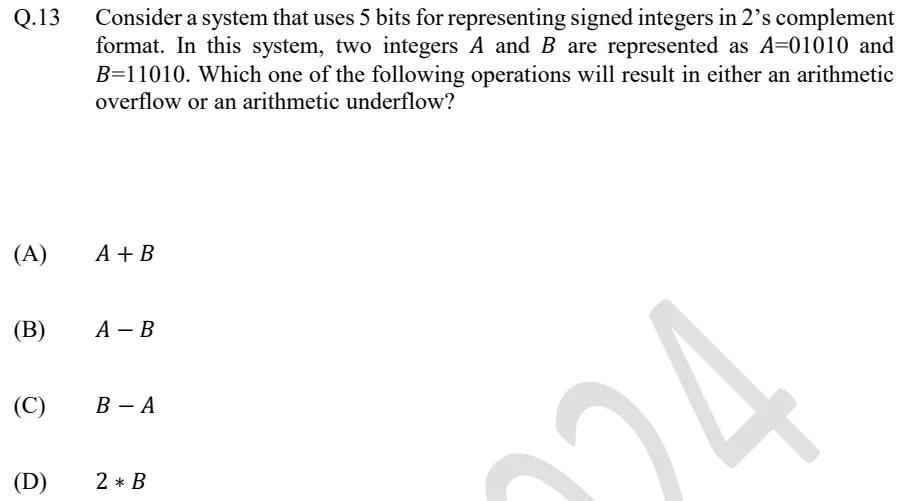 Q.13 Consider a system that uses 5 bits for representing signed integers in 2’s complement
format. In this system, two integers A and B are represented as A=01010 and
B=11010. Which one of the following operations will result in either an arithmetic
overflow or an arithmetic underflow?
(A) A + B
(B) A − B
(C) B − A
(D) 2 ∗ B
024